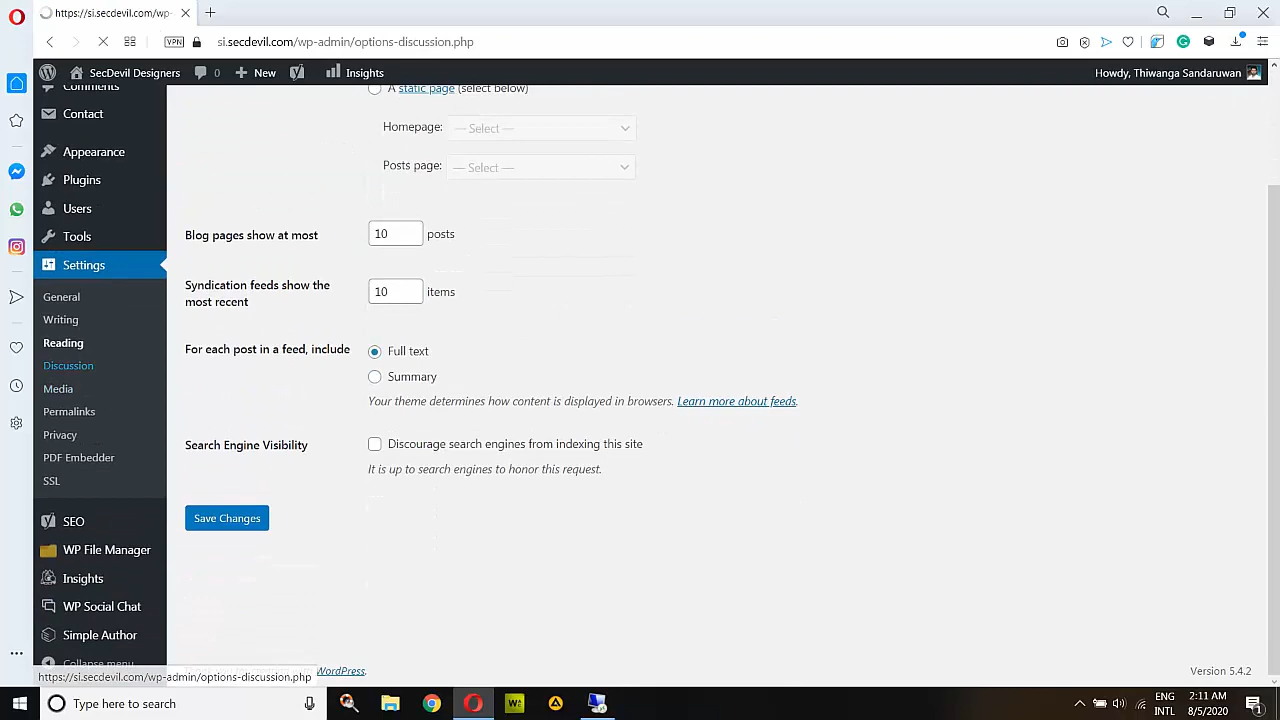 https://si.secdevil.com/wp-
VPN
si.secdevil.com/wp-admin/options-discussion.php
SecDevil Designers
0
New
Insights
Howdy, Thiwanga Sandaruwan
Comments
Contact
Appearance
Plugins
Users
Tools
Settings
General
Writing
Reading
Discussion
Media
Permalinks
Privacy
PDF Embedder
SSL
SEO
WP File Manager
Insights
WP Social Chat
Simple Author
Collapse menu
A static page (select below)
Homepage: — Select —
Posts page: — Select —
Blog pages show at most 10 posts
Syndication feeds show the
most recent
10 items
For each post in a feed, include
Full text
Summary
Your theme determines how content is displayed in browsers. Learn more about feeds.
Search Engine Visibility
Discourage search engines from indexing this site
It is up to search engines to honor this request.
Save Changes
WordPress.
Version 5.4.2
https://si.secdevil.com/wp-admin/options-discussion.php
Type here to search
ENG
INTL
2:11 AM
8/5/2020
1